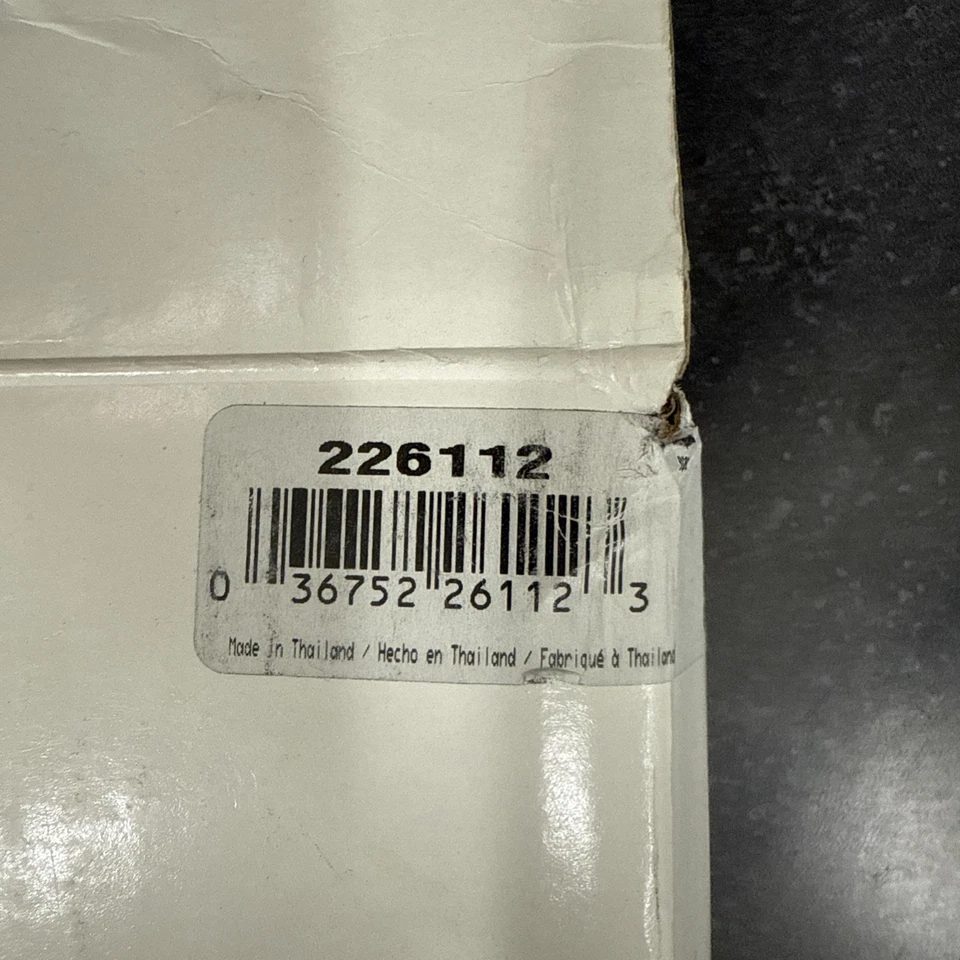 226112
0 36752 26112 3
Made in Thailand / Hecho en Thailand / Fabriqué à Thailand